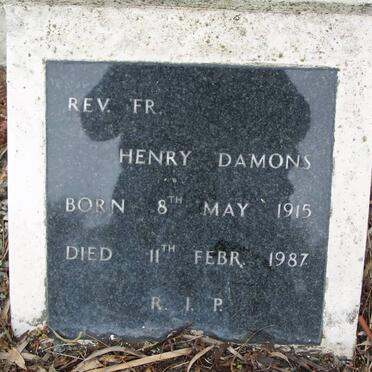 REV. FR.
HENRY DAMONS
BORN 8TH MAY 1915
DIED 11TH FEBR. 1987
R. I. P.